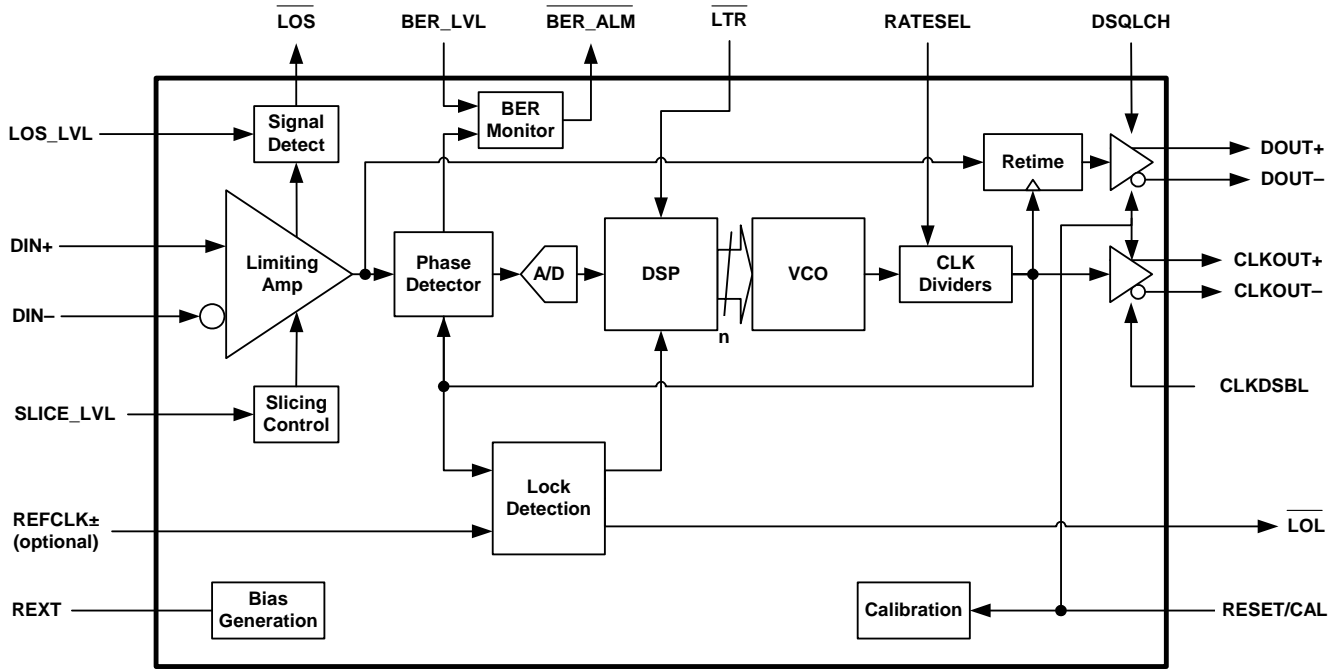 LOS
BER_LVL
BER_ALM
LTR
RATESEL
DSQLCH
LOS_LVL
Signal
Detect
BER
Monitor
Retime
DOUT+
DOUT–
DIN+
DIN–
Limiting
Amp
Phase
Detector
A/D
DSP
n
VCO
CLK
Dividers
CLKOUT+
CLKOUT–
SLICE_LVL
Slicing
Control
CLKDSBL
Lock
Detection
REFCLK±
(optional)
LOL
REXT
Bias
Generation
Calibration
RESET/CAL